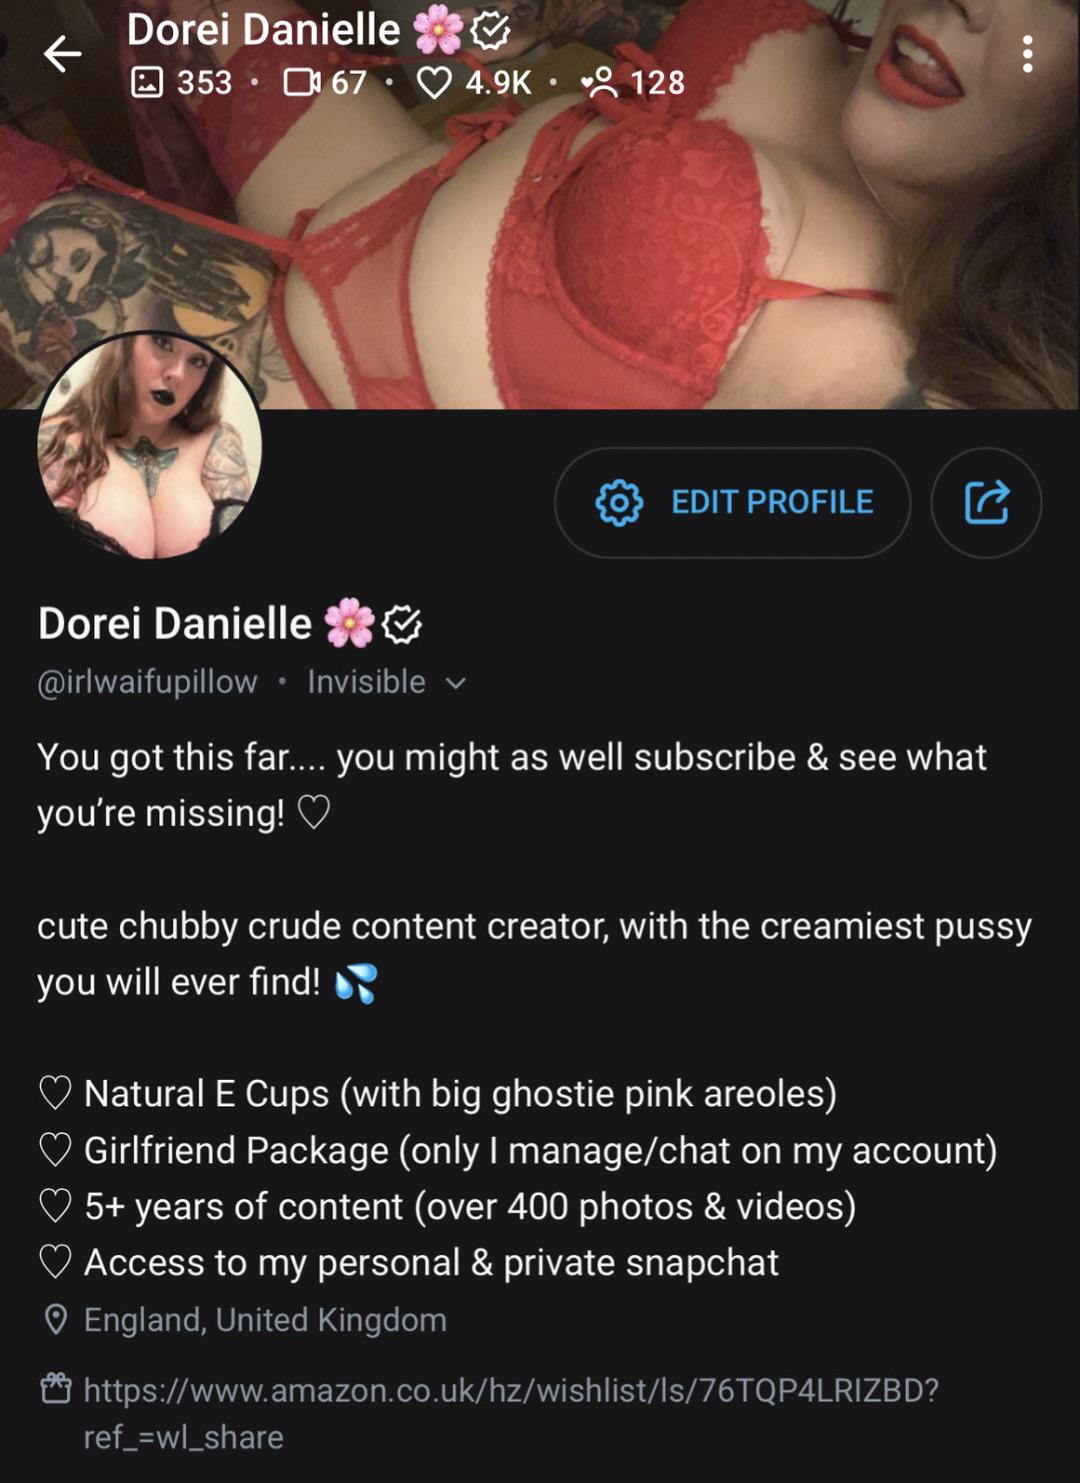 Dorei Danielle 🌸
353 · 67 · 4.9K · 128
EDIT PROFILE
Dorei Danielle 🌸
@irlwaifupillow · Invisible
You got this far.... you might as well subscribe & see what
you're missing! ♡
cute chubby crude content creator, with the creamiest pussy
you will ever find! 💦
♡ Natural E Cups (with big ghostie pink areoles)
♡ Girlfriend Package (only I manage/chat on my account)
♡ 5+ years of content (over 400 photos & videos)
♡ Access to my personal & private snapchat
England, United Kingdom
https://www.amazon.co.uk/hz/wishlist/ls/76TQP4LRIZBD?
ref_=wl_share